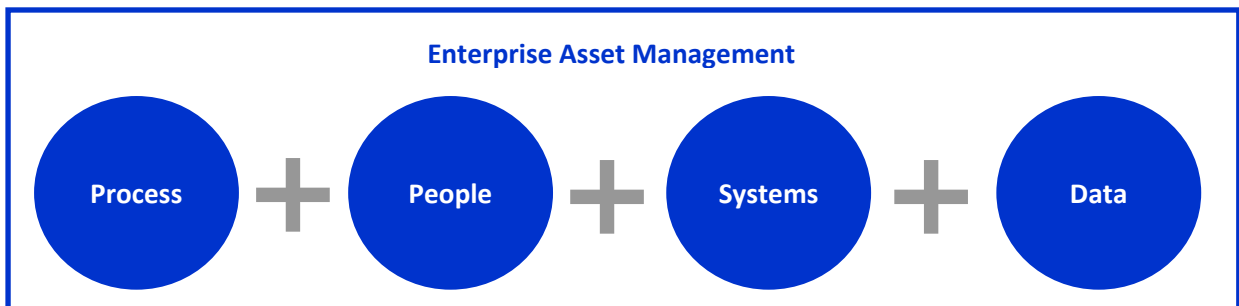 Enterprise Asset Management
Process + People + Systems + Data